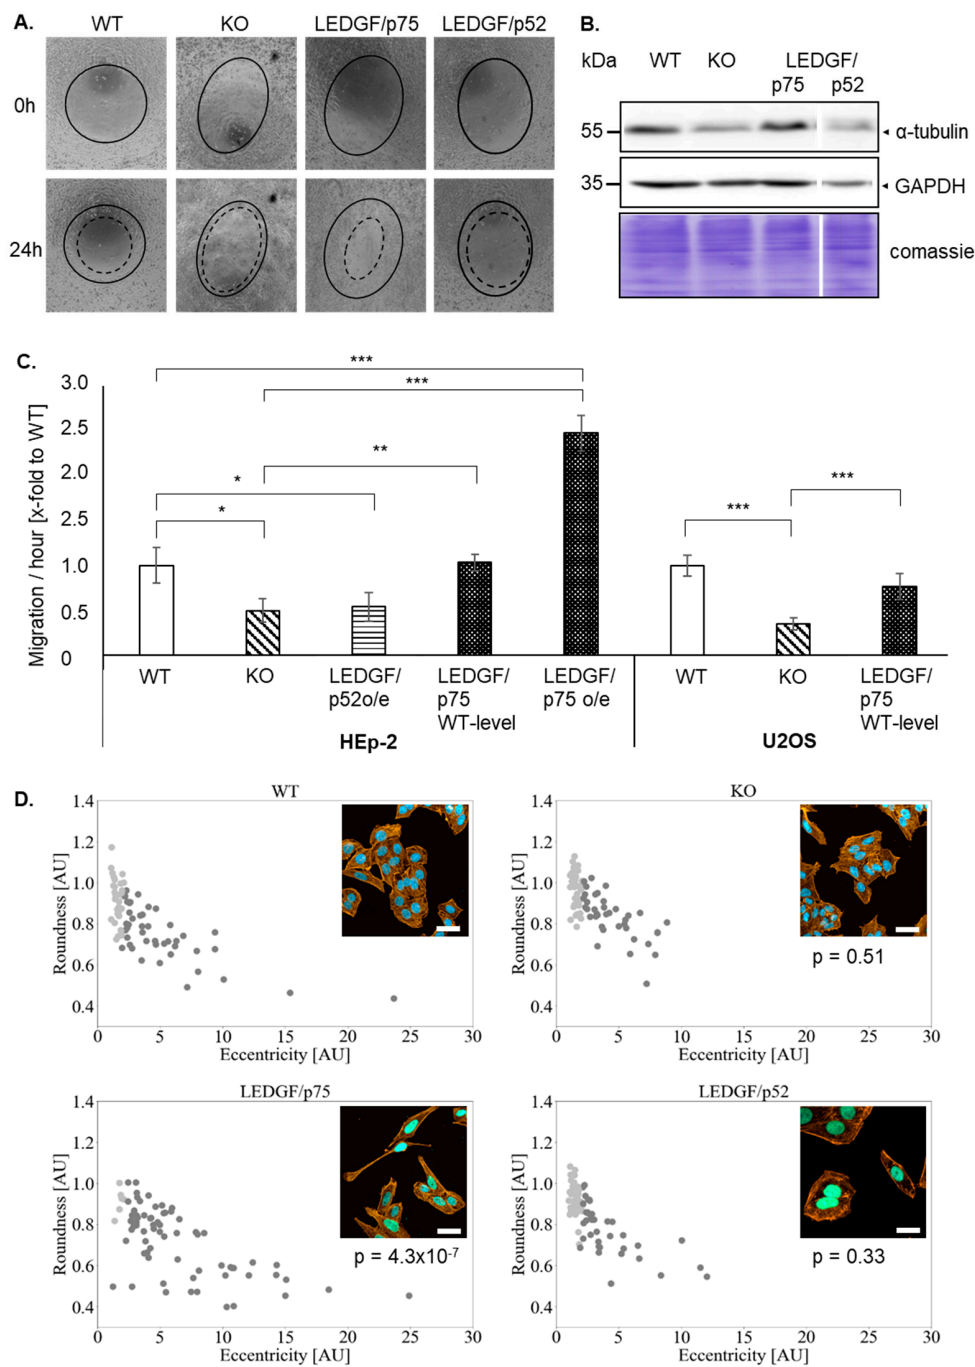 A.
WT KO LEDGF/p75 LEDGF/p52
0h
24h
B.
kDa WT KO LEDGF/
p75 p52
55 α-tubulin
35 GAPDH
comassie
C.
Migration / hour [x-fold to WT]
3.0
2.5
2.0
2.5
1.0
0.5
0
***
***
**
*
*
***
***
WT KO LEDGF/ LEDGF/ LEDGF/ WT KO LEDGF/
p52o/e p75 p75 o/e p75
WT-level WT-level
HEp-2 U2OS
D.
WT
Roundness [AU]
1.4
1.2
1.0
0.8
0.6
0.4
0 5 10 15 20 25 30
Eccentricity [AU]
KO
Roundness [AU]
1.4
1.2
1.0
0.8
0.6
0.4
p = 0.51
0 5 10 15 20 25 30
Eccentricity [AU]
LEDGF/p75
Roundness [AU]
1.4
1.2
1.0
0.8
0.6
0.4
p = 4.3x10-7
0 5 10 15 20 25 30
Eccentricity [AU]
LEDGF/p52
Roundness [AU]
1.4
1.2
1.0
0.8
0.6
0.4
p = 0.33
0 5 10 15 20 25 30
Eccentricity [AU]